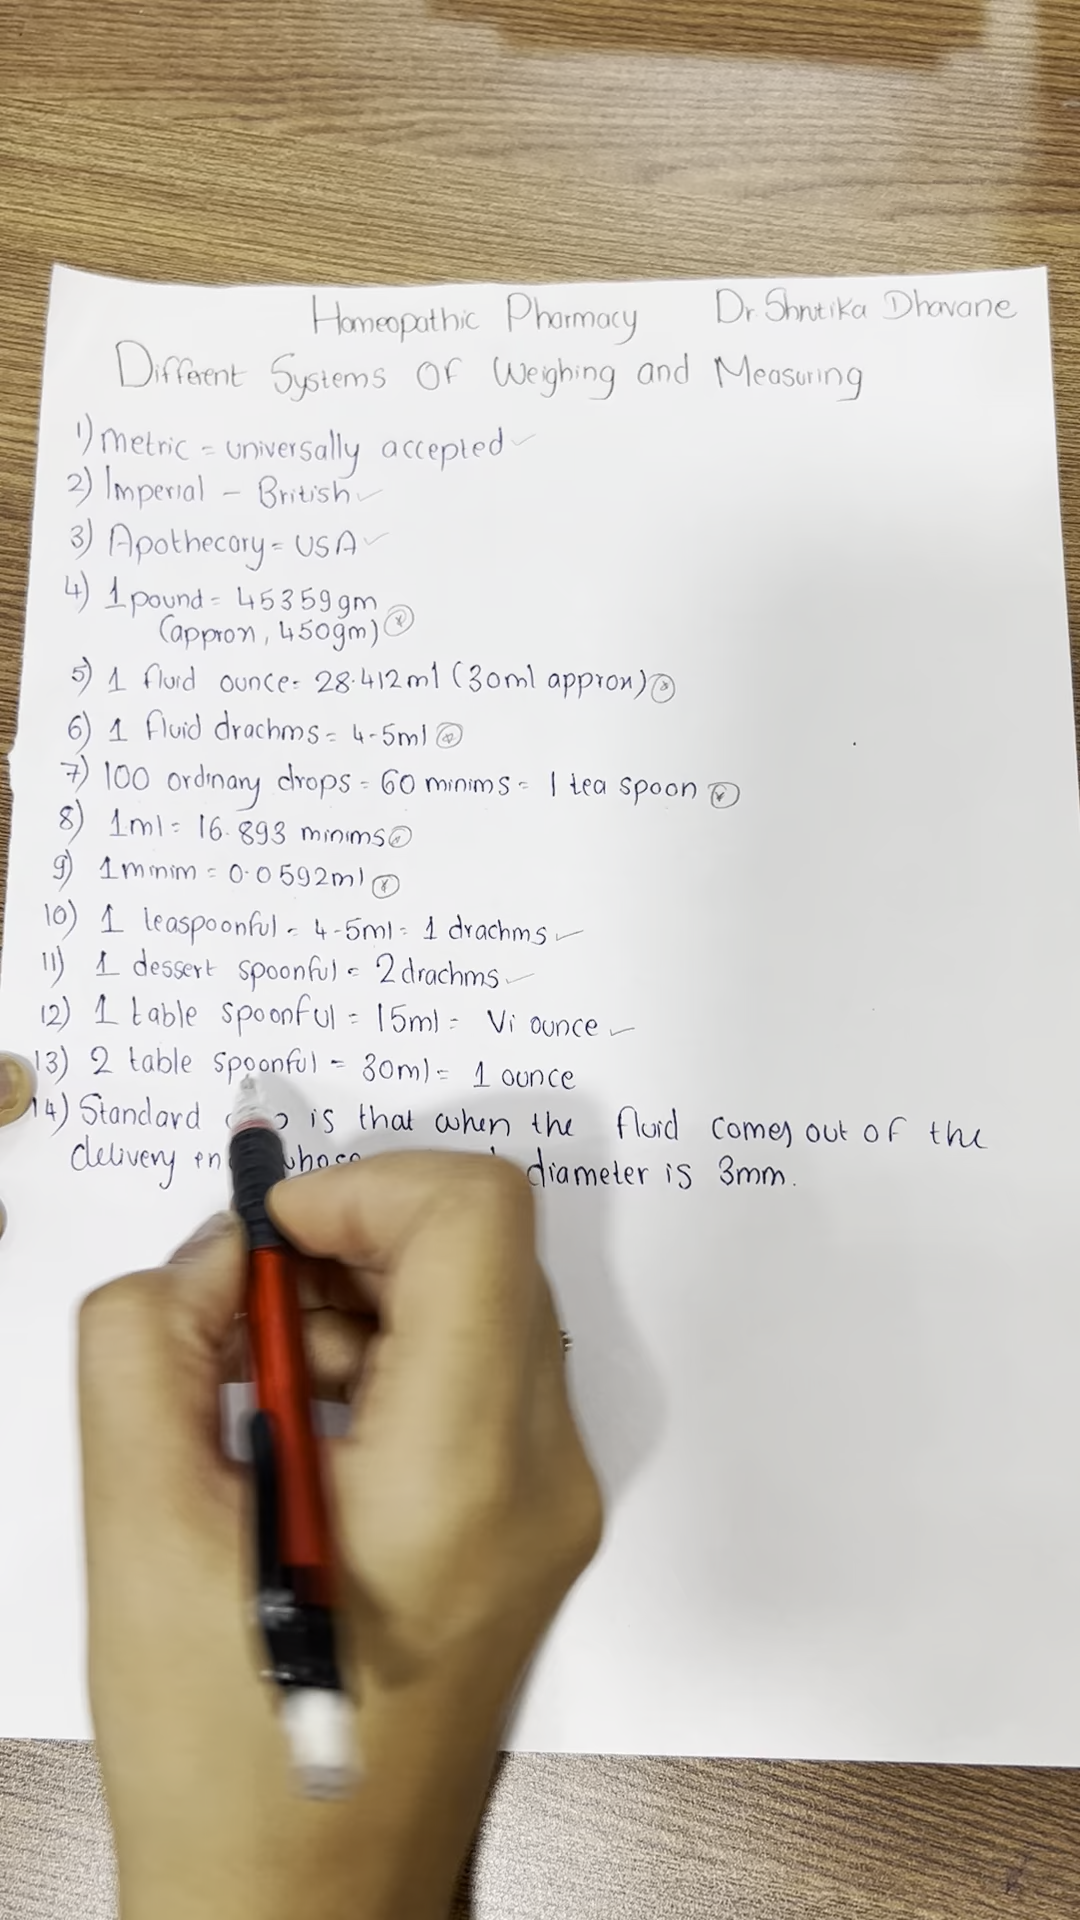 Homeopathic Pharmacy Dr Shrutika Dhavane
Different Systems Of Weighing and Measuring
1) metric = universally accepted
2) Imperial - British
3) Apothecary = USA
4) 1 pound = 45359gm
(appron, 450gm)
5) 1 fluid ounce = 28.412ml (30ml appron)
6) 1 fluid drachms = 4-5ml
7) 100 ordinary drops = 60 minims = 1 tea spoon
8) 1ml = 16.893 minims
9) 1 minim = 0.0592ml
10) 1 teaspoonful = 4-5ml = 1 drachms
11) 1 dessert spoonful = 2 drachms
12) 1 table spoonful = 15ml = Vi ounce
13) 2 table spoonful = 30ml = 1 ounce
14) Standard is that when the fluid comes out of the
delivery diameter is 3mm.